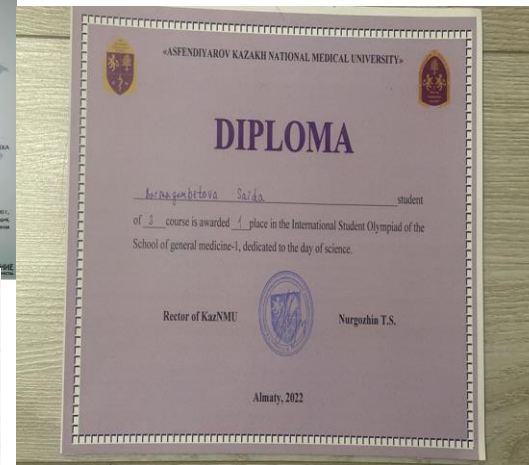 «ASFENDIYAROV KAZAKH NATIONAL MEDICAL UNIVERSITY»
DIPLOMA
Saida student
of 3 course is awarded 1 place in the International Student Olympiad of the
School of general medicine-1, dedicated to the day of science.
Rector of KazNMU Nurgozhin T.S.
Almaty, 2022